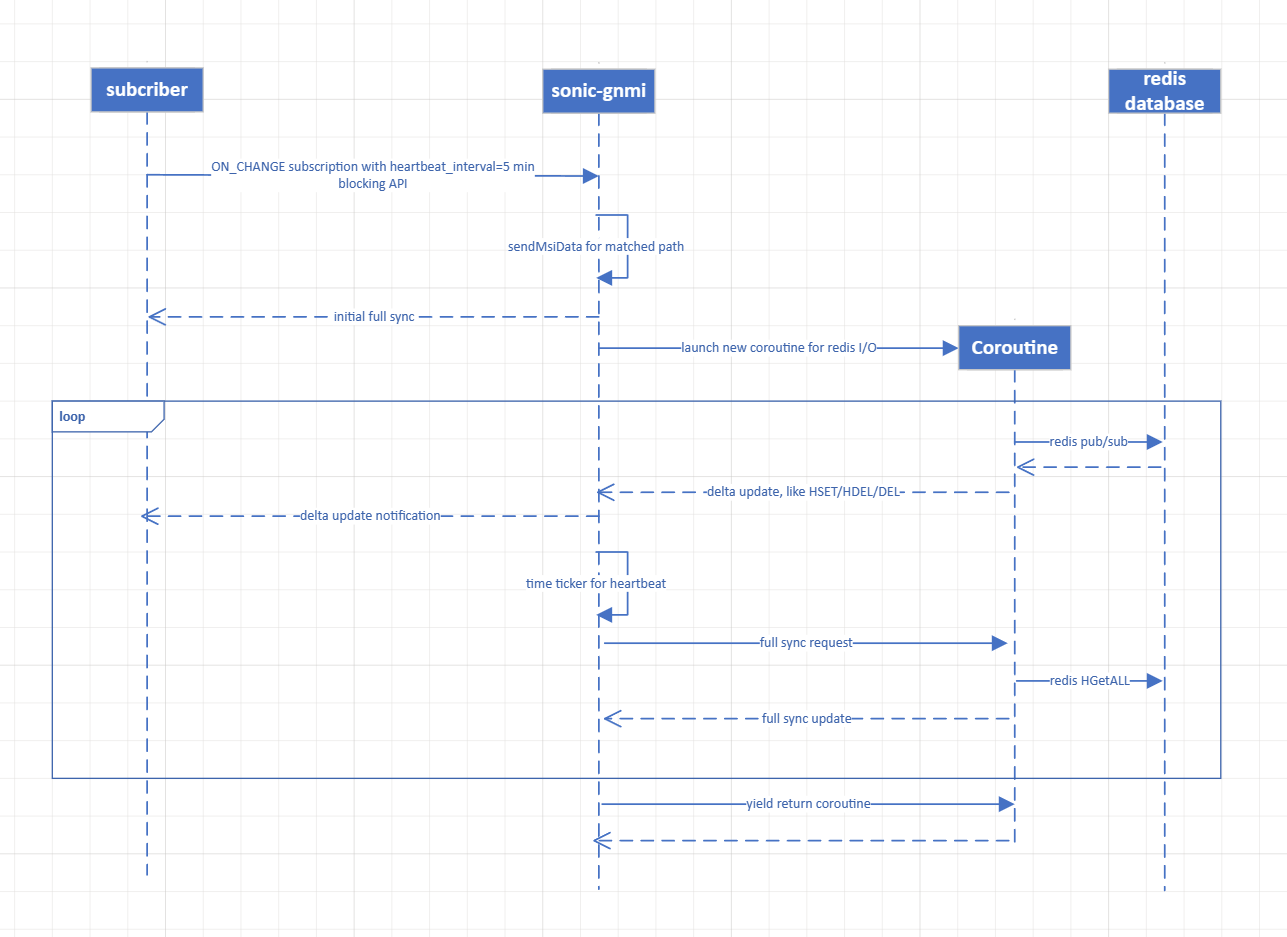 subcriber
sonic-gnmi
redis
database
ON_CHANGE subscription with heartbeat_interval=5 min
blocking API
sendMsiData for matched path
initial full sync
launch new coroutine for redis I/O
Coroutine
loop
redis pub/sub
delta update, like HSET/HDEL/DEL
delta update notification
time ticker for heartbeat
full sync request
redis HGetALL
full sync update
yield return coroutine